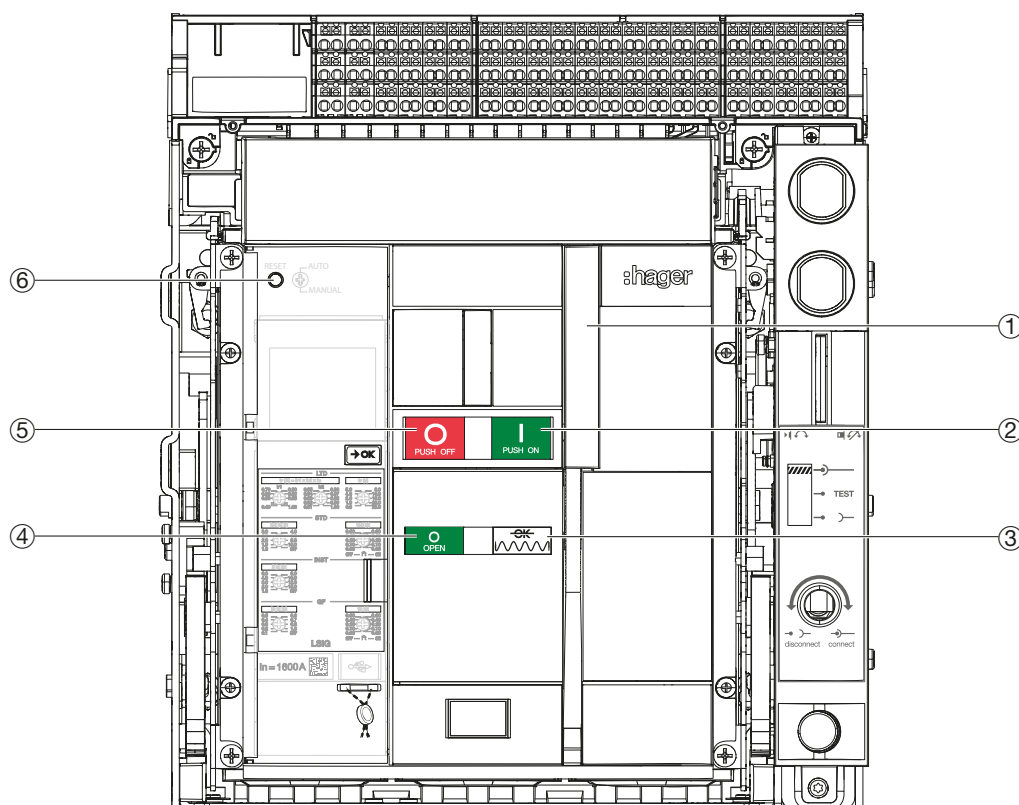 RESET
AUTO
MANUAL
:hager
⑥
①
⑤
②
O
PUSH OFF
I
PUSH ON
→OK
LTD
TEST
STD
④
O
OPEN
OK
③
INST
GF
disconnect
connect
LSIG
In = 1600A